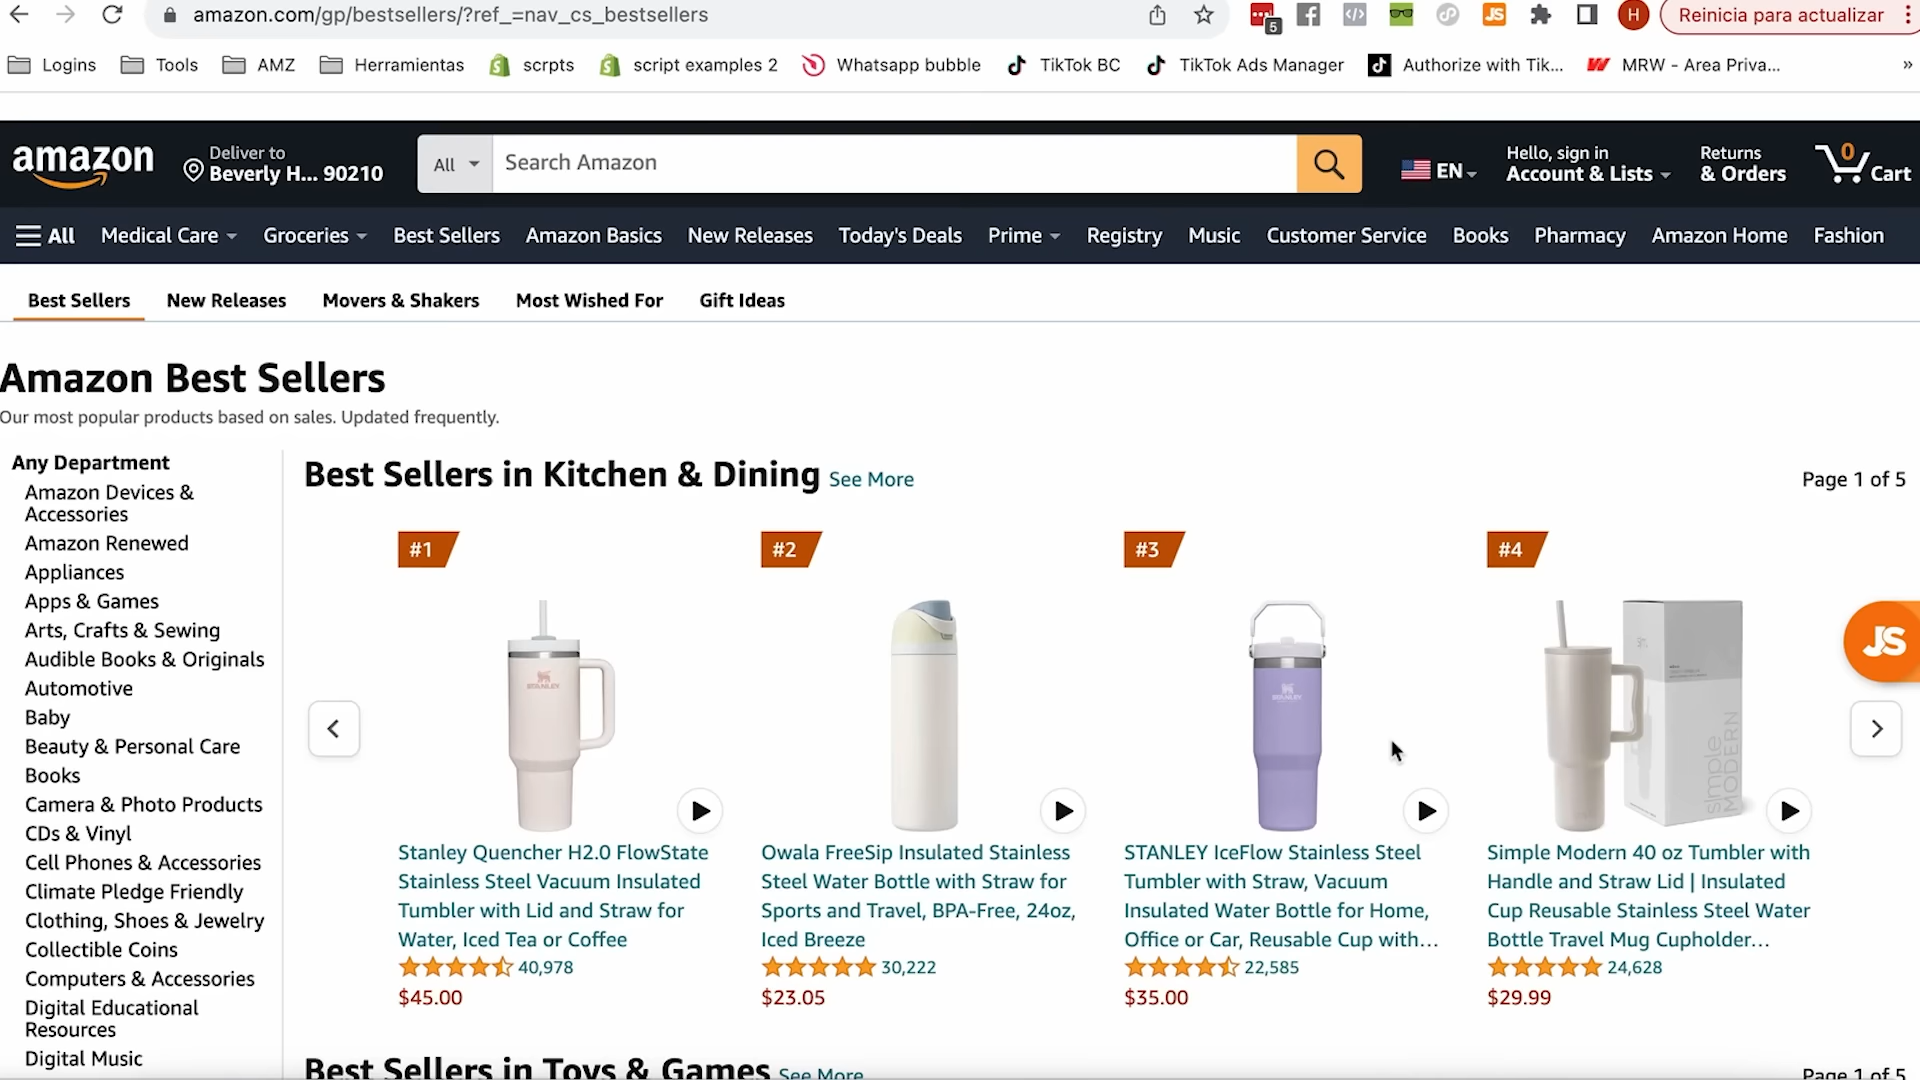 amazon.com/gp/bestsellers/?ref_=nav_cs_bestsellers
5
JS
H
Reinicia para actualizar
Logins
Tools
AMZ
Herramientas
scrpts
script examples 2
Whatsapp bubble
TikTok BC
TikTok Ads Manager
Authorize with Tik...
MRW - Area Priva...
»
amazon
Deliver to
Beverly H... 90210
All
Search Amazon
EN
Hello, sign in
Account & Lists
Returns
& Orders
0
Cart
All
Medical Care
Groceries
Best Sellers
Amazon Basics
New Releases
Today's Deals
Prime
Registry
Music
Customer Service
Books
Pharmacy
Amazon Home
Fashion
Best Sellers
New Releases
Movers & Shakers
Most Wished For
Gift Ideas
Amazon Best Sellers
Our most popular products based on sales. Updated frequently.
Any Department
Amazon Devices &
Accessories
Amazon Renewed
Appliances
Apps & Games
Arts, Crafts & Sewing
Audible Books & Originals
Automotive
Baby
Beauty & Personal Care
Books
Camera & Photo Products
CDs & Vinyl
Cell Phones & Accessories
Climate Pledge Friendly
Clothing, Shoes & Jewelry
Collectible Coins
Computers & Accessories
Digital Educational
Resources
Digital Music
Best Sellers in Kitchen & Dining See More
Page 1 of 5
#1
STANLEY
Stanley Quencher H2.0 FlowState
Stainless Steel Vacuum Insulated
Tumbler with Lid and Straw for
Water, Iced Tea or Coffee
40,978
$45.00
#2
Owala FreeSip Insulated Stainless
Steel Water Bottle with Straw for
Sports and Travel, BPA-Free, 24oz,
Iced Breeze
30,222
$23.05
#3
STANLEY
STANLEY IceFlow Stainless Steel
Tumbler with Straw, Vacuum
Insulated Water Bottle for Home,
Office or Car, Reusable Cup with...
22,585
$35.00
#4
simple
MODERN
Simple Modern 40 oz Tumbler with
Handle and Straw Lid | Insulated
Cup Reusable Stainless Steel Water
Bottle Travel Mug Cupholder...
24,628
$29.99
JS
Best Sellers in Toys & Games See More
Page 1 of 5